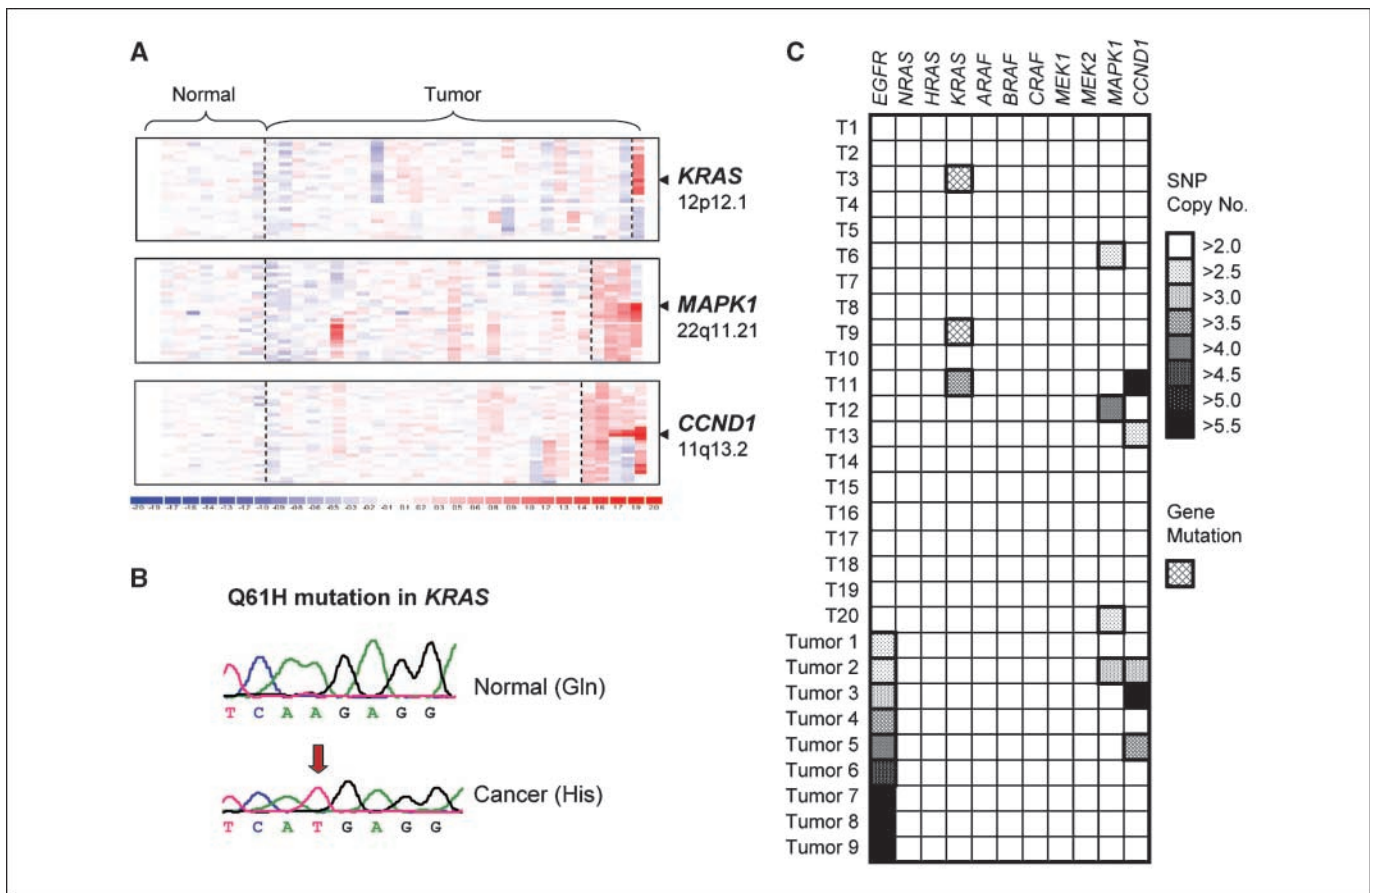 A
Normal
Tumor
KRAS
12p12.1
MAPK1
22q11.21
CCND1
11q13.2
B
Q61H mutation in KRAS
Normal (Gln)
T C A A G A G G
Cancer (His)
T C A T G A G G
C
EGFR
NRAS
HRAS
KRAS
ARAF
BRAF
CRAF
MEK1
MEK2
MAPK1
CCND1
T1
T2
T3
T4
T5
T6
T7
T8
T9
T10
T11
T12
T13
T14
T15
T16
T17
T18
T19
T20
Tumor 1
Tumor 2
Tumor 3
Tumor 4
Tumor 5
Tumor 6
Tumor 7
Tumor 8
Tumor 9
SNP
Copy No.
>2.0
>2.5
>3.0
>3.5
>4.0
>4.5
>5.0
>5.5
Gene
Mutation